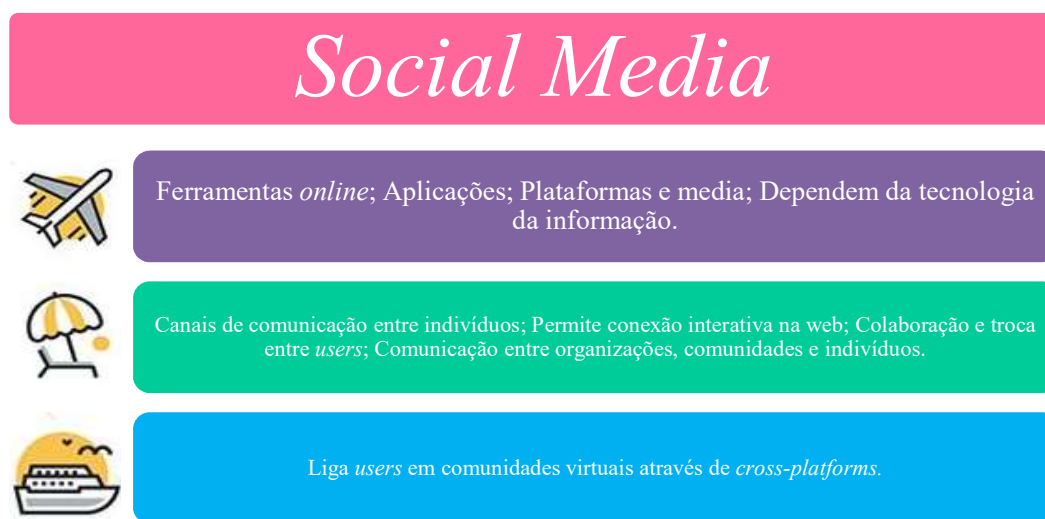 Social Media
Ferramentas online; Aplicações; Plataformas e media; Dependem da tecnologia
da informação.
Canais de comunicação entre indivíduos; Permite conexão interativa na web; Colaboração e troca
entre users; Comunicação entre organizações, comunidades e indivíduos.
Liga users em comunidades virtuais através de cross-platforms.